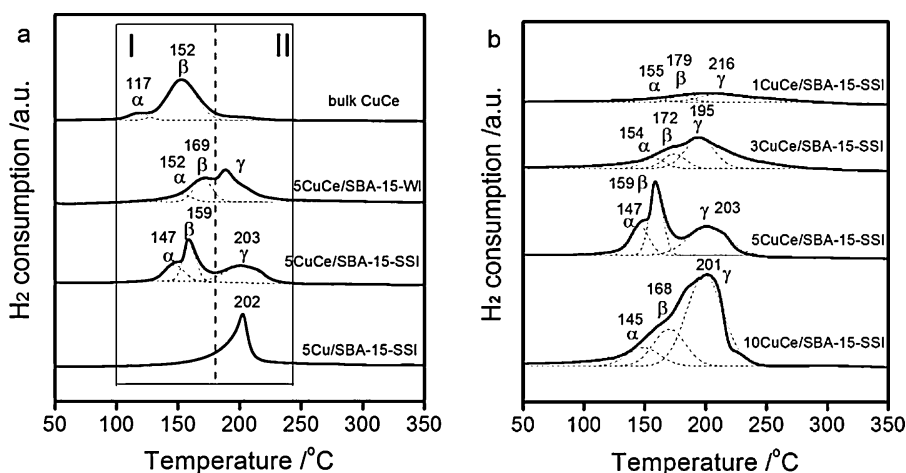 a
I
II
152
β
117
α
bulk CuCe
169
152
β
γ
α
5CuCe/SBA-15-WI
159
β
147
α
203
γ
5CuCe/SBA-15-SSI
202
5Cu/SBA-15-SSI
H2 consumption /a.u.
50 100 150 200 250 300 350
Temperature /°C
b
155 179 216
α β γ
1CuCe/SBA-15-SSI
195
154 172 γ
α β
3CuCe/SBA-15-SSI
159 β
147
α
γ 203
5CuCe/SBA-15-SSI
201
γ
168
β
145
α
10CuCe/SBA-15-SSI
H2 consumption /a.u.
50 100 150 200 250 300 350
Temperature /°C